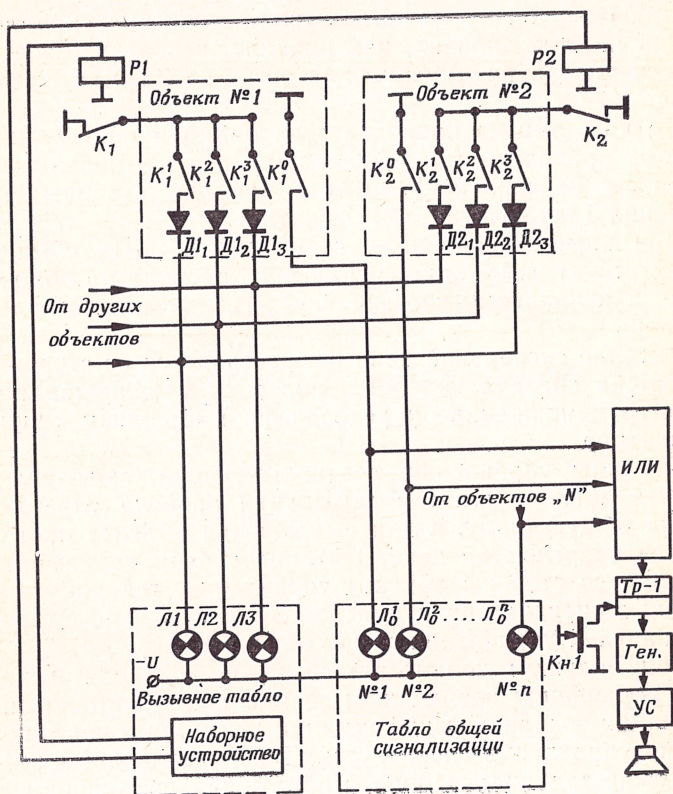 Р1
Р2
Объект №1
Объект №2
К₁
К₁¹
К₁²
К₁³
К₁⁰
К₂⁰
К₂¹
К₂²
К₂³
К₂
Д1₁
Д1₂
Д1₃
Д2₁
Д2₂
Д2₃
От других
объектов
ИЛИ
От объектов „N"
Тр-1
Кн1
Ген.
УС
Л1
Л2
Л3
Л₀¹
Л₀²
....
Л₀ⁿ
-U
Вызывное табло
№1
№2
№n
Наборное
устройство
Табло общей
сигнализации